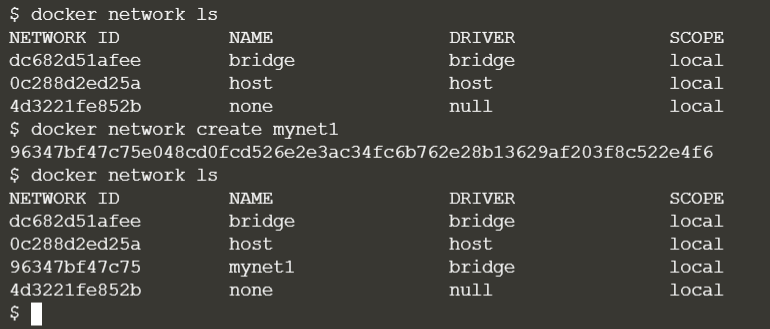 $ docker network ls
NETWORK ID          NAME                DRIVER              SCOPE
dc682d51afee        bridge              bridge              local
0c288d2ed25a        host                host                local
4d3221fe852b        none                null                local
$ docker network create mynet1
96347bf47c75e048cd0fcd526e2e3ac34fc6b762e28b13629af203f8c522e4f6
$ docker network ls
NETWORK ID          NAME                DRIVER              SCOPE
dc682d51afee        bridge              bridge              local
0c288d2ed25a        host                host                local
96347bf47c75        mynet1              bridge              local
4d3221fe852b        none                null                local
$